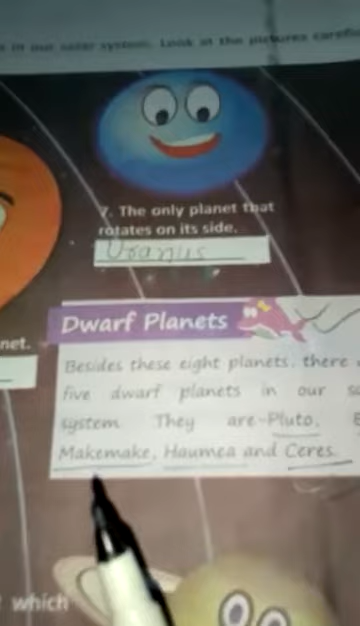 in our solar system. Look at the pictures
7. The only planet that
rotates on its side.
Uranus
Dwarf Planets
net.
Besides these eight planets, there
five dwarf planets in our
system. They are-Pluto,
Makemake, Haumea and Ceres.
which